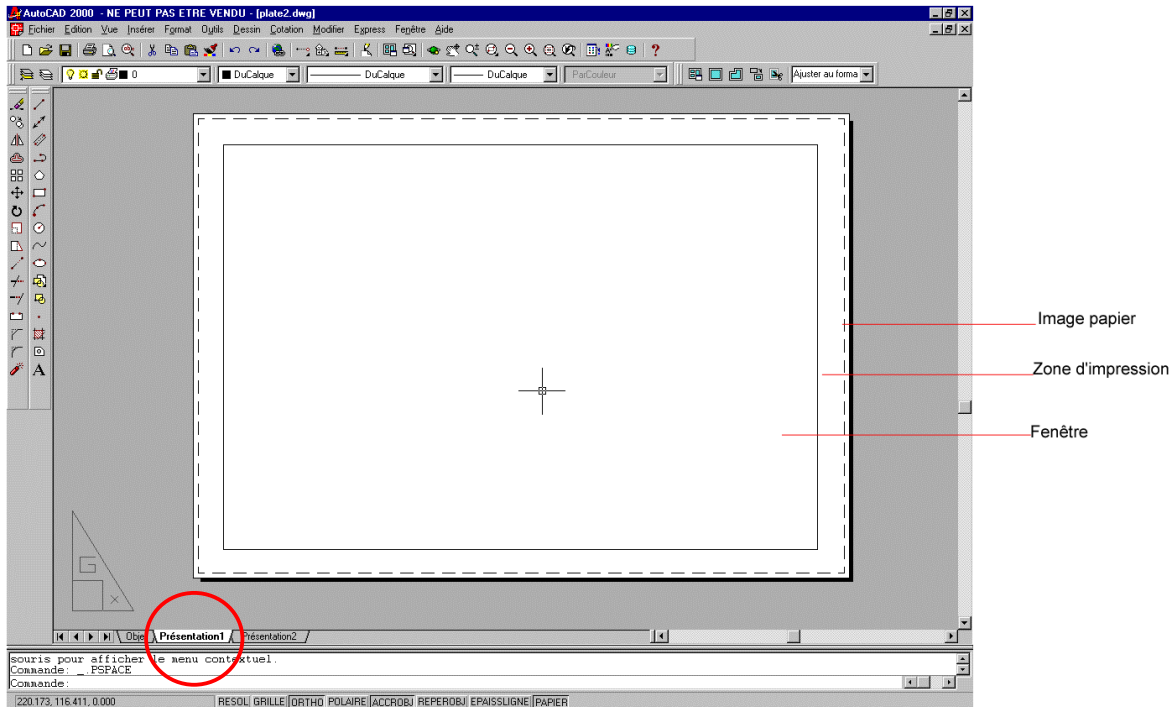 AutoCAD 2000 - NE PEUT PAS ETRE VENDU - [plate2.dwg]
Fichier Edition Vue Insérer Format Outils Dessin Cotation Modifier Express Fenêtre Aide
0 DuCalque DuCalque DuCalque ParCouleur Ajuster au forma
A
Image papier
Zone d'impression
Fenêtre
G
X
Obje Présentation1 Présentation2
souris pour afficher le menu contextuel.
Commande: _.PSPACE
Commande:
220.173, 116.411, 0.000 RESOL GRILLE ORTHO POLAIRE ACCROBJ REPEROBJ EPAISSLIGNE PAPIER